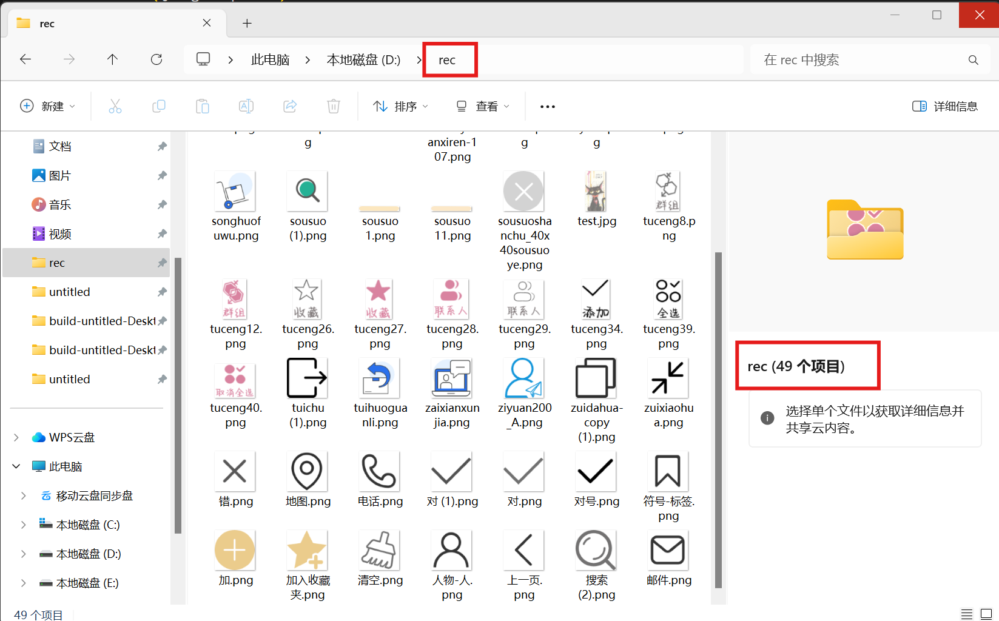 rec
此电脑
本地磁盘 (D:)
rec
在 rec 中搜索
新建
排序
查看
详细信息
文档
图片
音乐
视频
rec
untitled
build-untitled-Deskt
build-untitled-Deskt
untitled
WPS云盘
此电脑
移动云盘同步盘
本地磁盘 (C:)
本地磁盘 (D:)
本地磁盘 (E:)
49 个项目
g
anxiren-1
07.png
g
g
群组
songhuof
uwu.png
sousuo
(1).png
sousuo
1.png
sousuo
11.png
sousuosha
nchu_40x
40sousuo
ye.png
test.jpg
tuceng8.p
ng
群组
收藏
收藏
联系人
联系人
添加
全选
tuceng12.
png
tuceng26.
png
tuceng27.
png
tuceng28.
png
tuceng29.
png
tuceng34.
png
tuceng39.
png
取消全选
tuceng40.
png
tuichu
(1).png
tuihuogua
nli.png
zaixianxun
jia.png
ziyuan200
_A.png
zuidahua-
copy
(1).png
zuixiaohu
a.png
错.png
地图.png
电话.png
对 (1).png
对.png
对号.png
符号-标签.
png
加.png
加入收藏
夹.png
清空.png
人物-人.
png
上一页.
png
搜索
(2).png
邮件.png
rec (49 个项目)
选择单个文件以获取详细信息并
共享云内容。